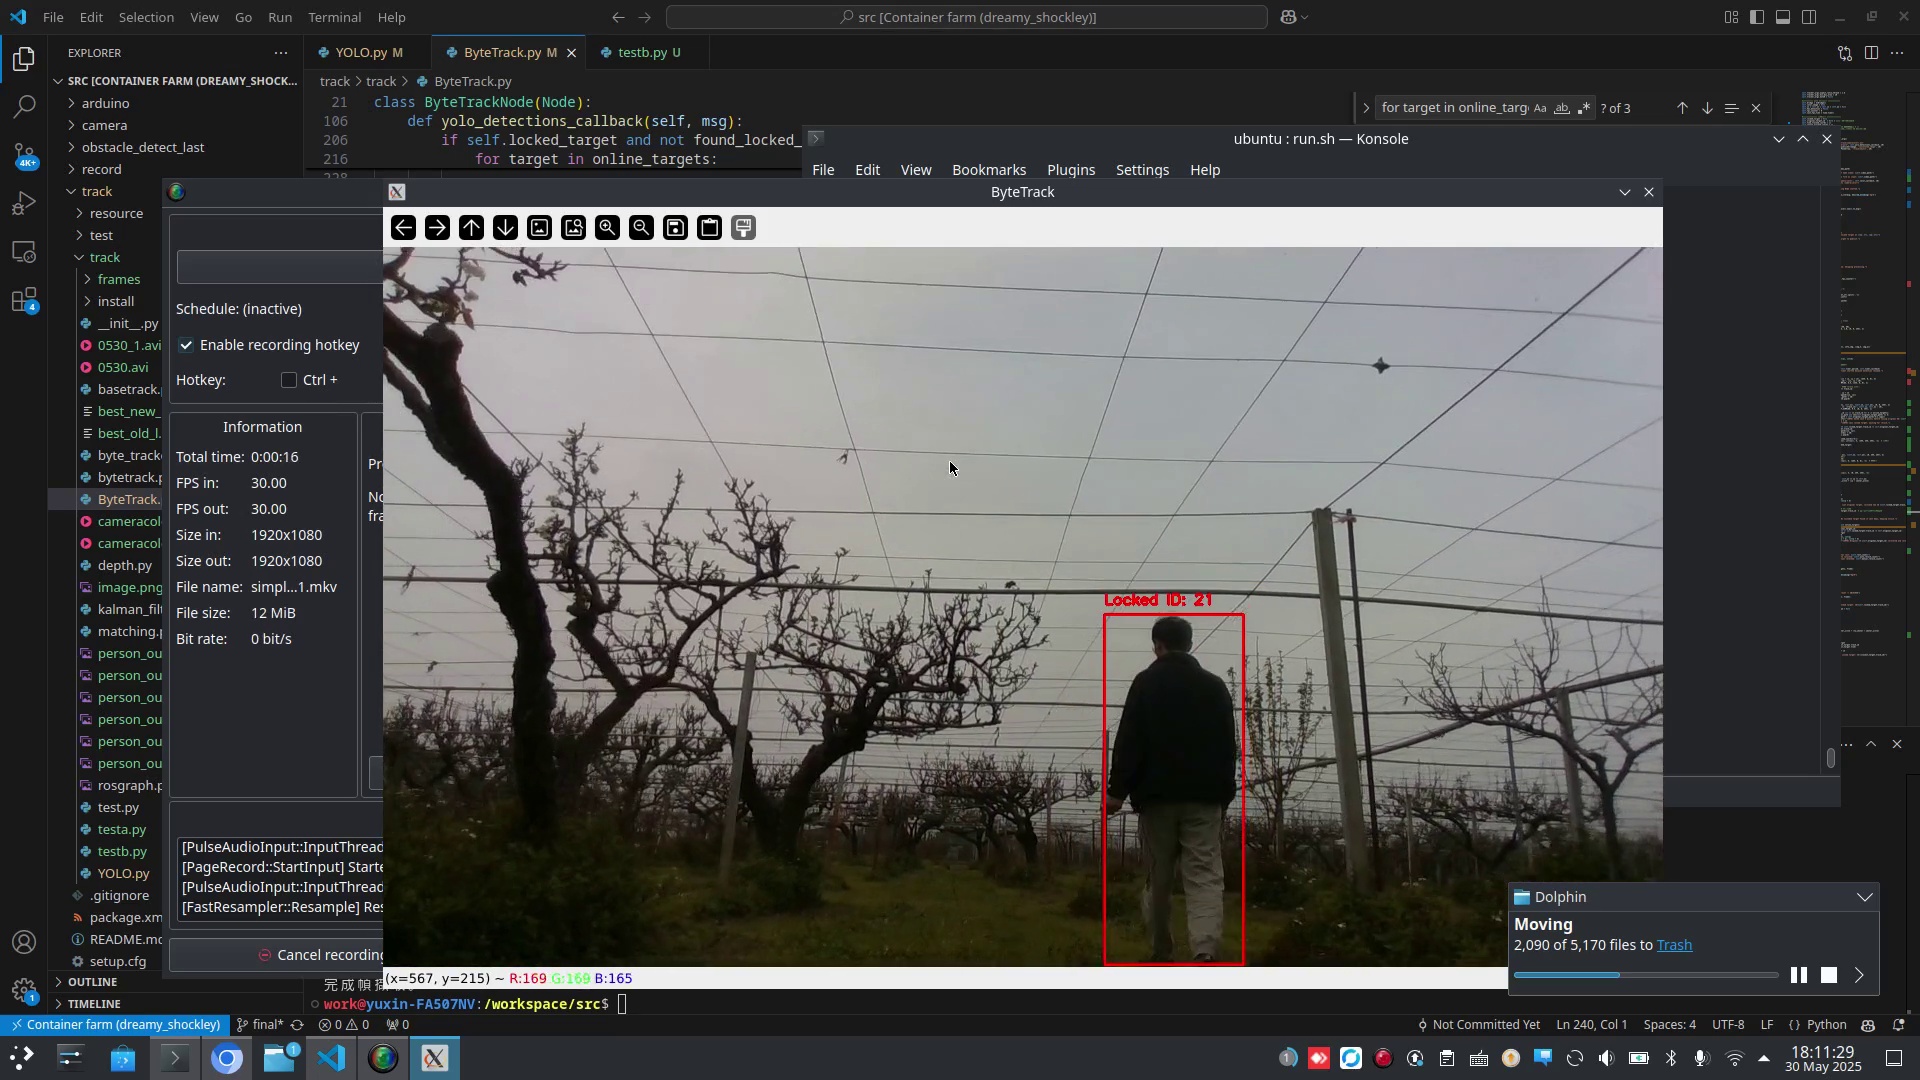 File Edit Selection View Go Run Terminal Help
src [Container farm (dreamy_shockley)]
EXPLORER
YOLO.py M
ByteTrack.py M
testb.py U
SRC [CONTAINER FARM (DREAMY_SHOCK...
track > track > ByteTrack.py
arduino
camera
obstacle_detect_last
record
track
resource
test
track
frames
install
__init__.py
0530_1.avi
0530.avi
basetrack.
best_new_
best_old_l.
byte_track
bytetrack.p
ByteTrack.
cameracol
cameracol
depth.py
image.png
kalman_fil
matching.p
person_ou
person_ou
person_ou
person_ou
person_ou
person_ou
rosgraph.p
test.py
testa.py
testb.py
YOLO.py
.gitignore
package.xm
README.md
setup.cfg
OUTLINE
TIMELINE
4K+
4
1
21 class ByteTrackNode(Node):
106 def yolo_detections_callback(self, msg):
206 if self.locked_target and not found_locked_
216 for target in online_targets:
for target in online_targ
Aa ab
? of 3
ubuntu : run.sh — Konsole
File Edit View Bookmarks Plugins Settings Help
ByteTrack
Schedule: (inactive)
Enable recording hotkey
Hotkey: Ctrl +
Information
Total time: 0:00:16
FPS in: 30.00
FPS out: 30.00
Size in: 1920x1080
Size out: 1920x1080
File name: simpl...1.mkv
File size: 12 MiB
Bit rate: 0 bit/s
Pr
No
fra
[PulseAudioInput::InputThread
[PageRecord::StartInput] Starte
[PulseAudioInput::InputThread
[FastResampler::Resample] Res
Cancel recording
Locked ID: 21
(x=567, y=215) ~ R:169 G:169 B:165
Dolphin
Moving
2,090 of 5,170 files to Trash
work@yuxin-FA507NV:/workspace/src$
Container farm (dreamy_shockley) final* 0 0 0
Not Committed Yet Ln 240, Col 1 Spaces: 4 UTF-8 LF {} Python
1
1
18:11:29
30 May 2025